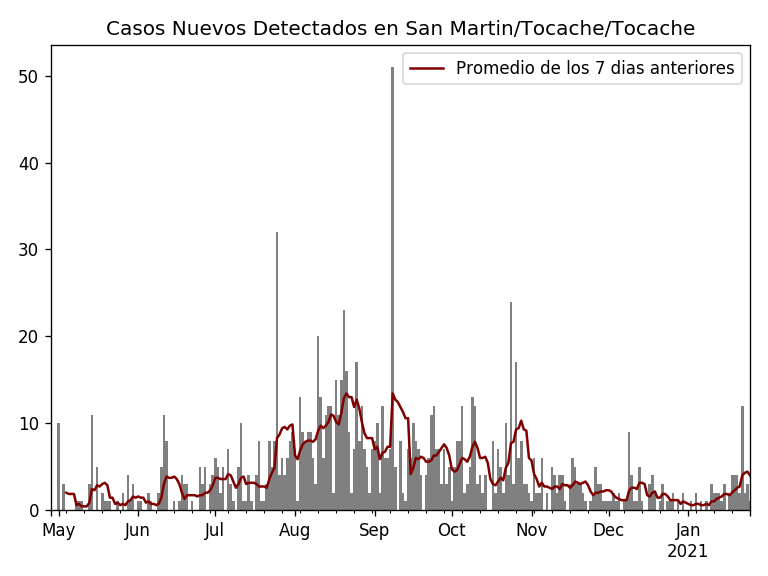 Casos Nuevos Detectados en San Martin/Tocache/Tocache
Promedio de los 7 dias anteriores
50
40
30
20
10
0
May Jun Jul Aug Sep Oct Nov Dec Jan
2021